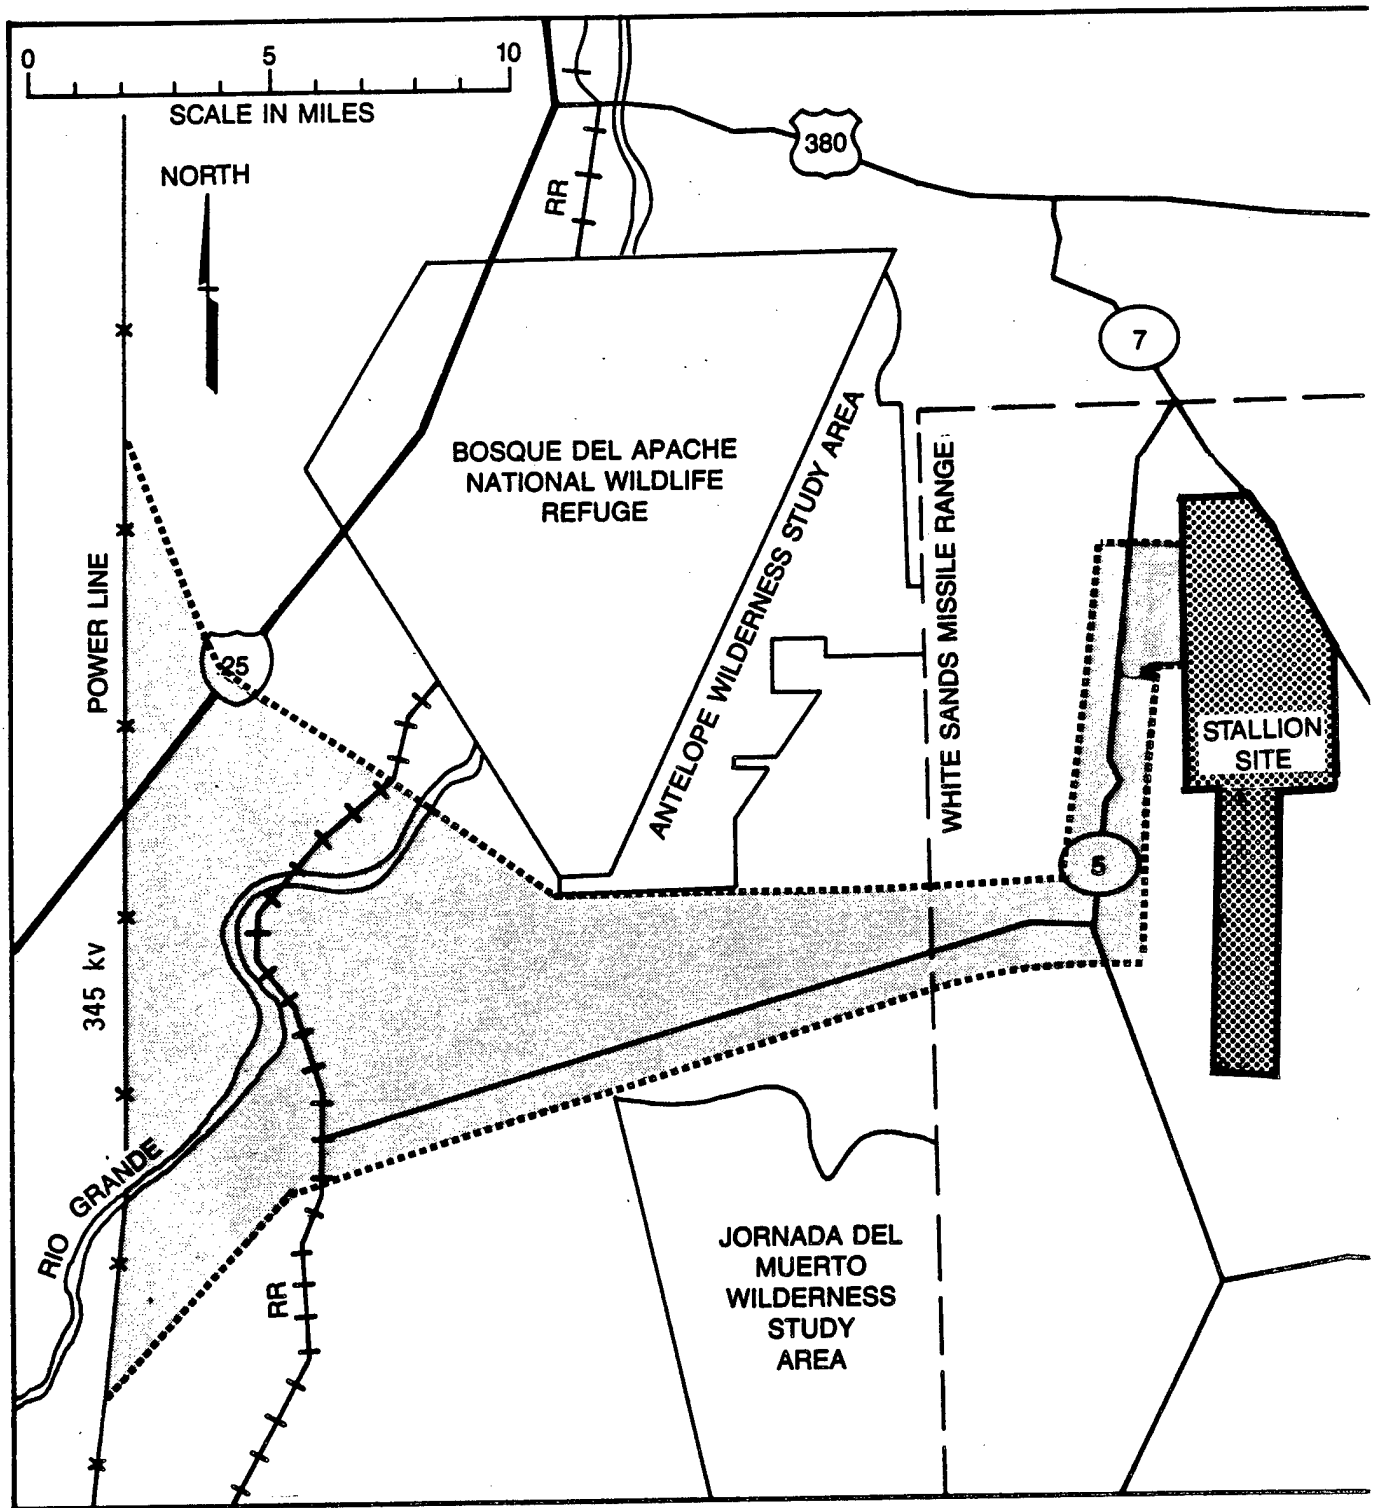 0 5 10
SCALE IN MILES
NORTH
RR
380
7
BOSQUE DEL APACHE
NATIONAL WILDLIFE
REFUGE
ANTELOPE WILDERNESS STUDY AREA
WHITE SANDS MISSILE RANGE
POWER LINE
345 kv
25
STALLION
SITE
5
RIO GRANDE
RR
JORNADA DEL
MUERTO
WILDERNESS
STUDY
AREA